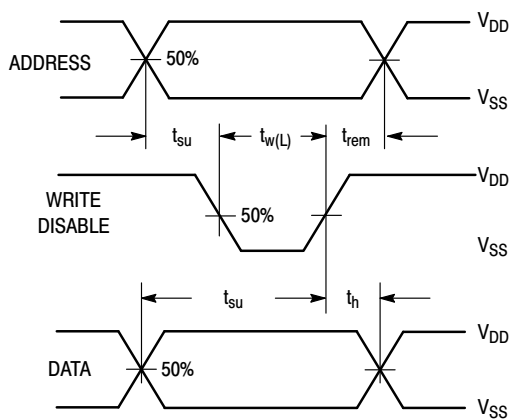 V_DD
ADDRESS
50%
V_SS
t_su
t_w(L)
t_rem
V_DD
WRITE
DISABLE
50%
V_SS
t_su
t_h
V_DD
DATA
50%
V_SS